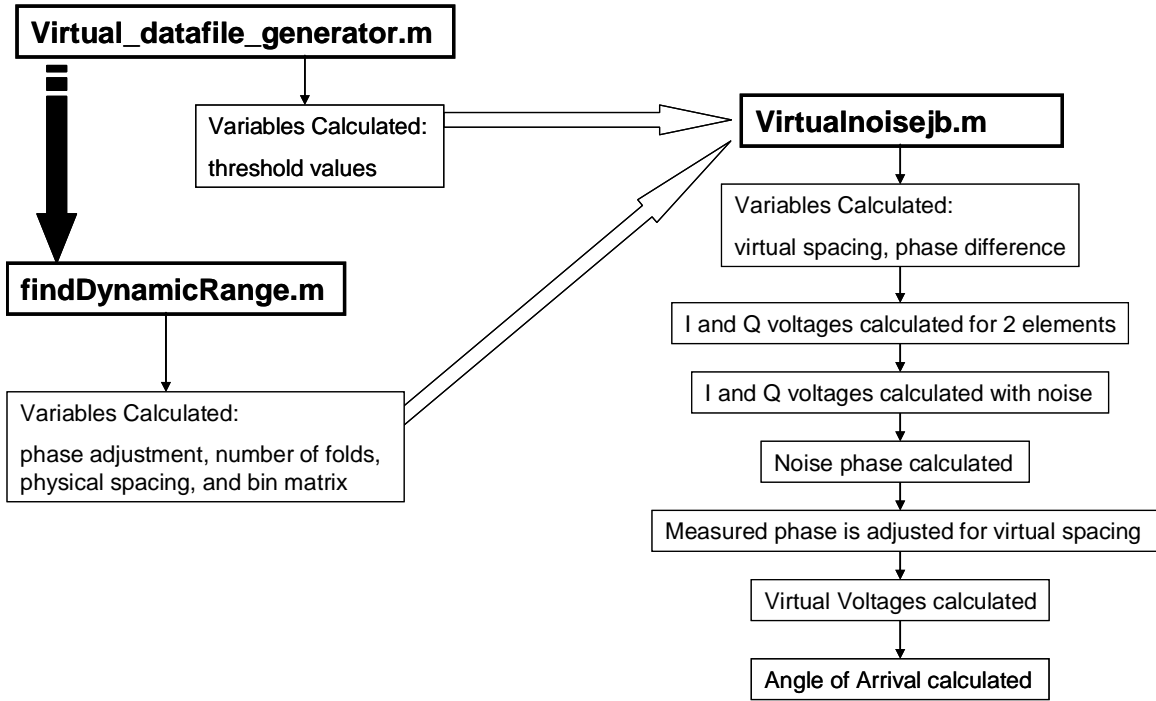 Virtual_datafile_generator.m
Variables Calculated:
threshold values
findDynamicRange.m
Variables Calculated:
phase adjustment, number of folds,
physical spacing, and bin matrix
Virtualnoisejb.m
Variables Calculated:
virtual spacing, phase difference
I and Q voltages calculated for 2 elements
I and Q voltages calculated with noise
Noise phase calculated
Measured phase is adjusted for virtual spacing
Virtual Voltages calculated
Angle of Arrival calculated